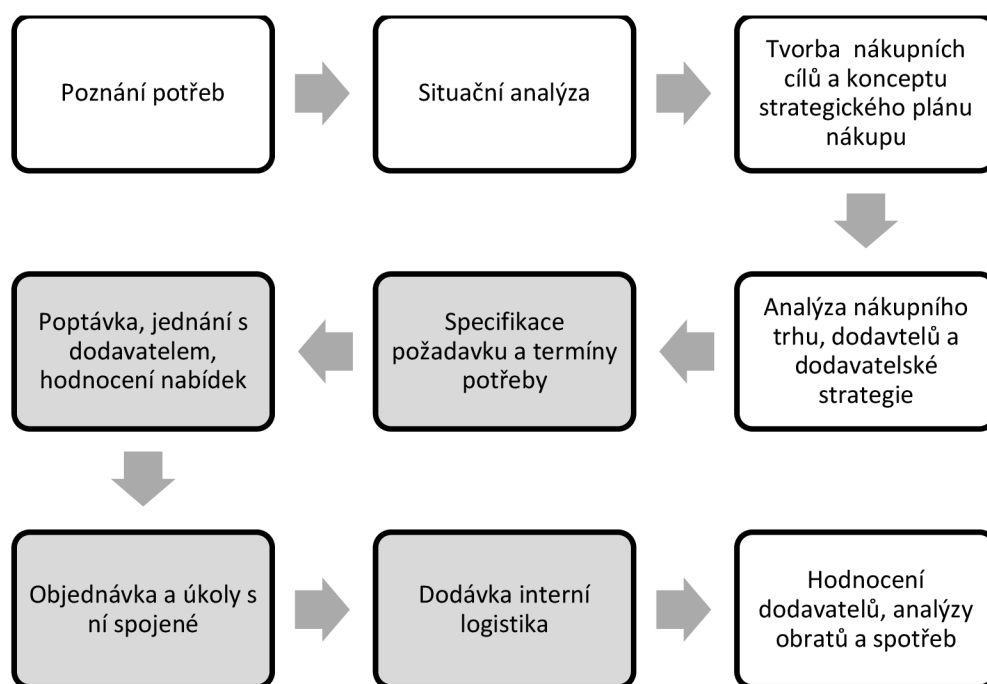 Poznání potřeb
Situační analýza
Tvorba nákupních
cílů a konceptu
strategického plánu
nákupu
Analýza nákupního
trhu, dodavtelů a
dodavatelské
strategie
Specifikace
požadavku a termíny
potřeby
Poptávka, jednání s
dodavatelem,
hodnocení nabídek
Objednávka a úkoly s
ní spojené
Dodávka interní
logistika
Hodnocení
dodavatelů, analýzy
obratů a spotřeb